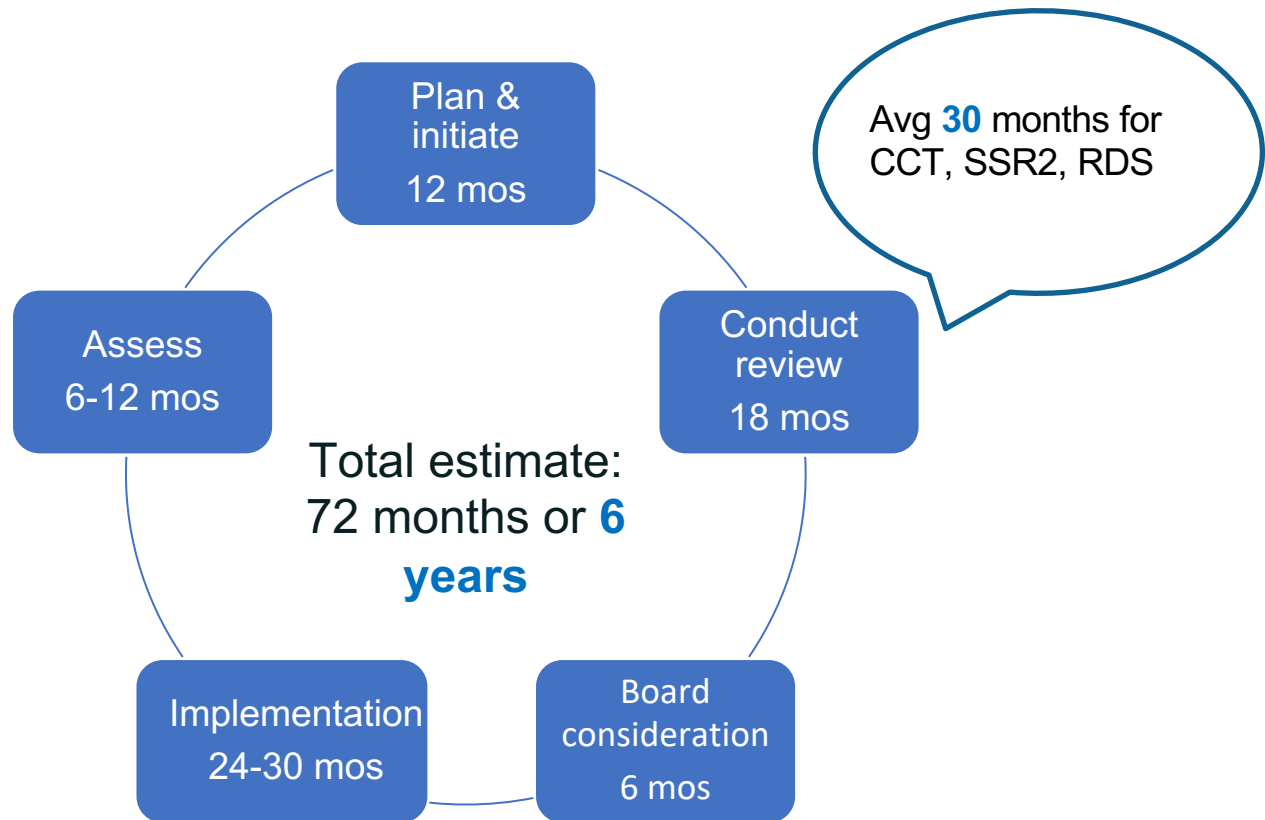 Plan &
initiate
12 mos
Avg 30 months for
CCT, SSR2, RDS
Conduct
review
18 mos
Assess
6-12 mos
Total estimate:
72 months or 6
years
Implementation
24-30 mos
Board
consideration
6 mos